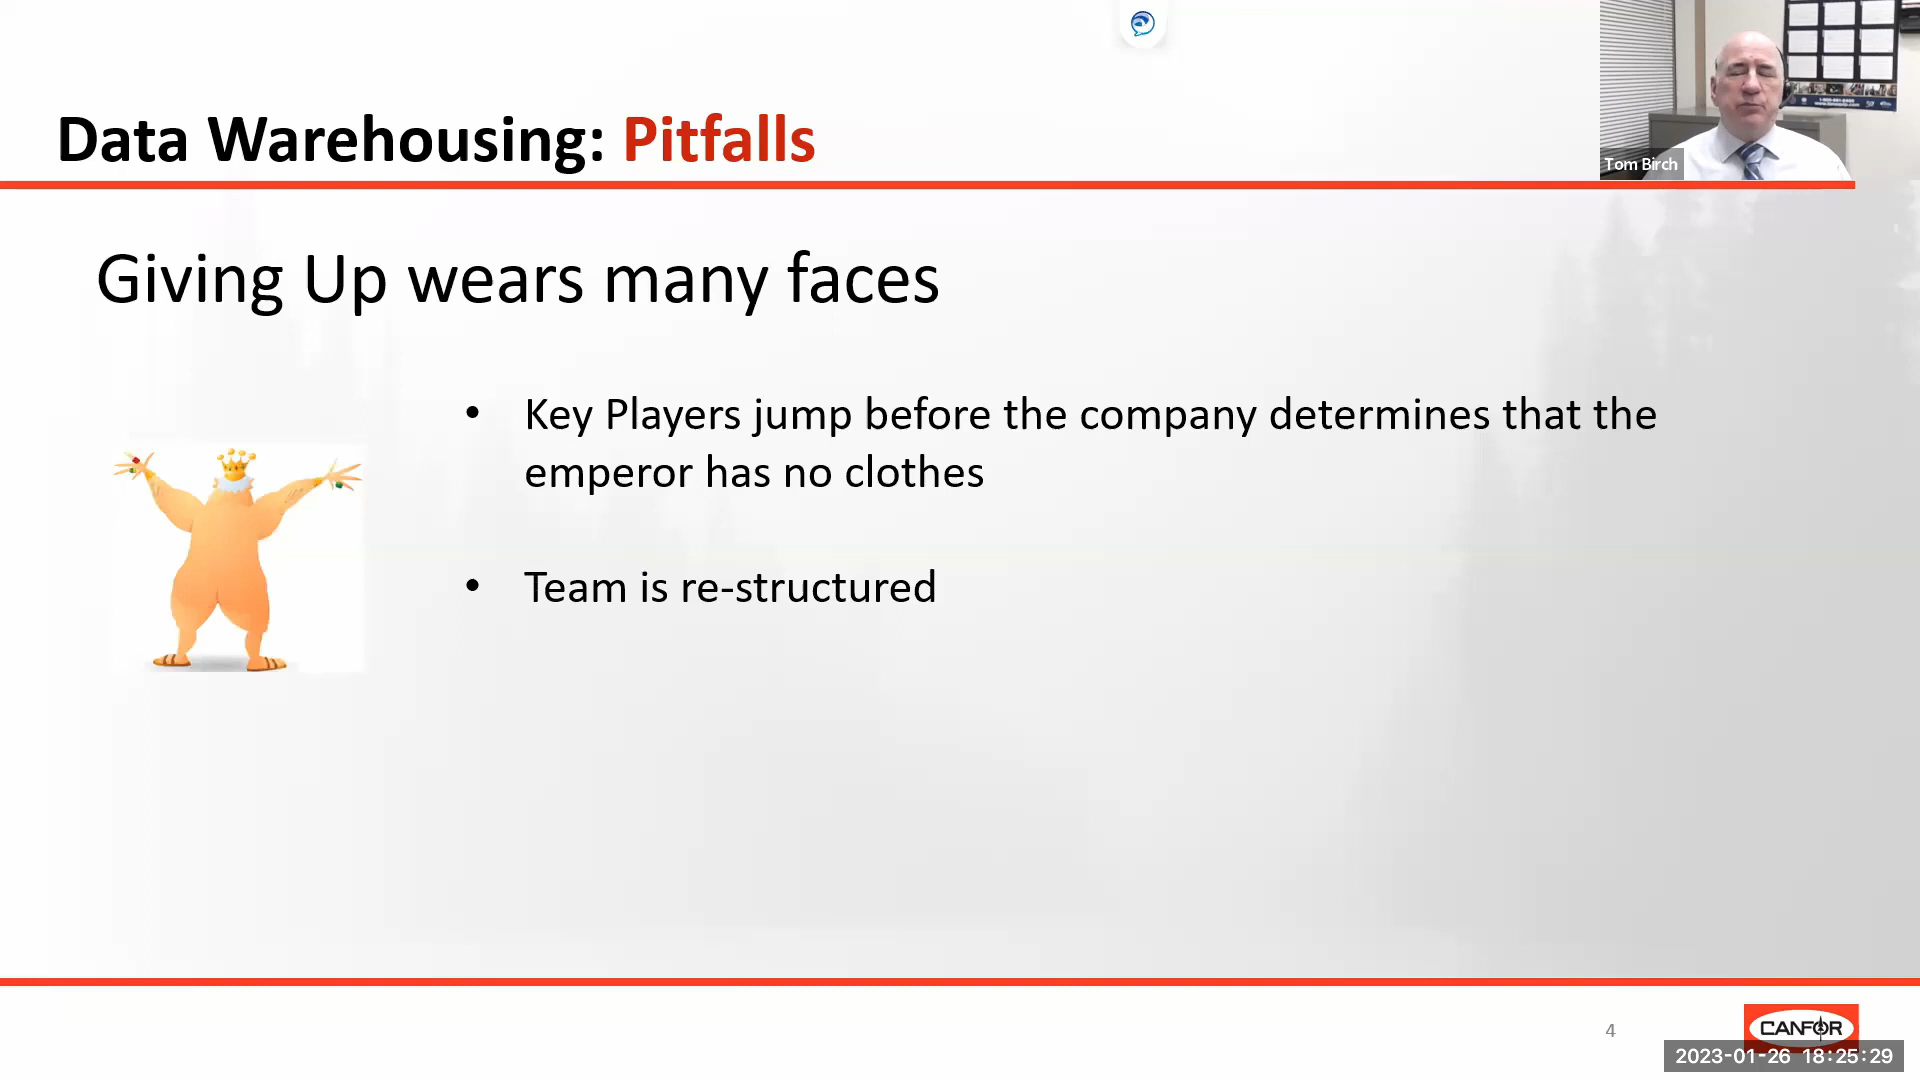 Data Warehousing: Pitfalls
Tom Birch
Giving Up wears many faces
• Key Players jump before the company determines that the
emperor has no clothes
• Team is re-structured
4
CANFOR
2023-01-26 18:25:29